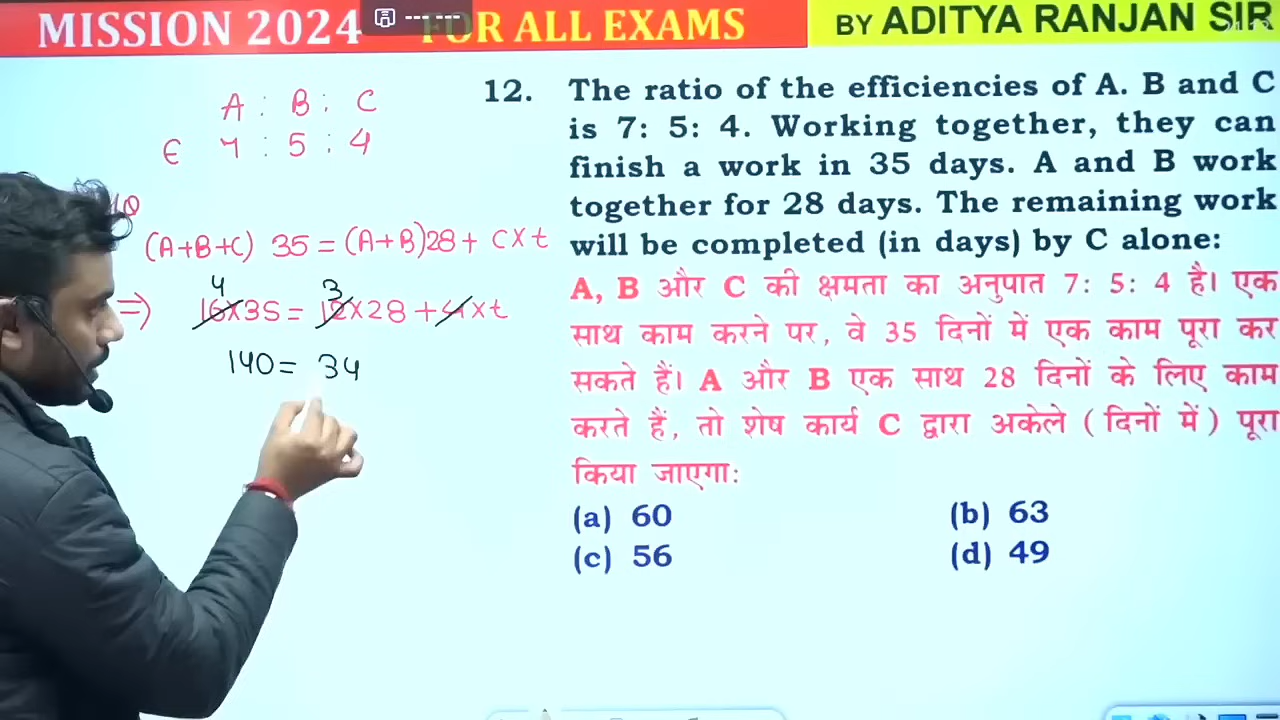 MISSION 2024 FOR ALL EXAMS
BY ADITYA RANJAN SIR
A : B : C
E 7 : 5 : 4
(A+B+C) 35 = (A+B)28 + C×t
⇒) 16×35 = 12×28 + 4×t
4 3
140 = 34
12. The ratio of the efficiencies of A. B and C
is 7: 5: 4. Working together, they can
finish a work in 35 days. A and B work
together for 28 days. The remaining work
will be completed (in days) by C alone:
A, B और C की क्षमता का अनुपात 7: 5: 4 है। एक
साथ काम करने पर, वे 35 दिनों में एक काम पूरा कर
सकते हैं। A और B एक साथ 28 दिनों के लिए काम
करते हैं, तो शेष कार्य C द्वारा अकेले (दिनों में) पूरा
किया जाएगा:
(a) 60 (b) 63
(c) 56 (d) 49